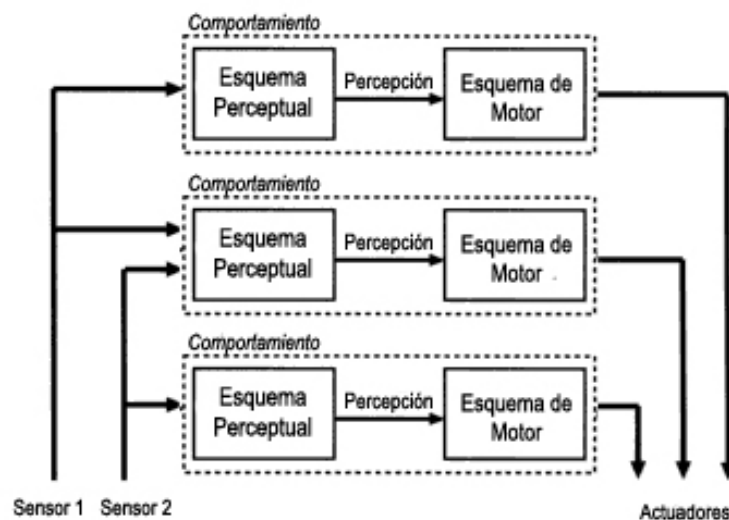 Comportamiento
Esquema
Perceptual
Percepción
Esquema de
Motor
Comportamiento
Esquema
Perceptual
Percepción
Esquema de
Motor
Comportamiento
Esquema
Perceptual
Percepción
Esquema de
Motor
Sensor 1
Sensor 2
Actuadores